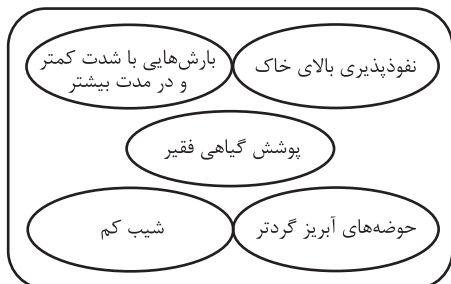 نفوذپذیری بالای خاک
بارش‌هایی با شدت کمتر
و در مدت بیشتر
پوشش گیاهی فقیر
حوضه‌های آبریز گردتر
شیب کم